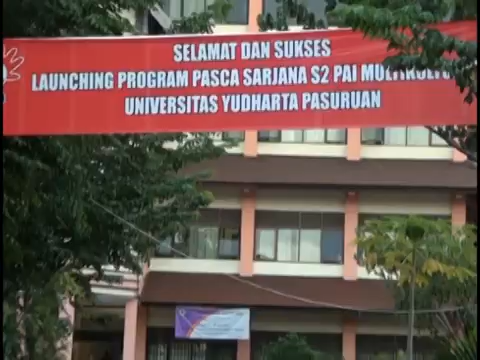 SELAMAT DAN SUKSES
LAUNCHING PROGRAM PASCA SARJANA S2 PAI
UNIVERSITAS YUDHARTA PASURUAN